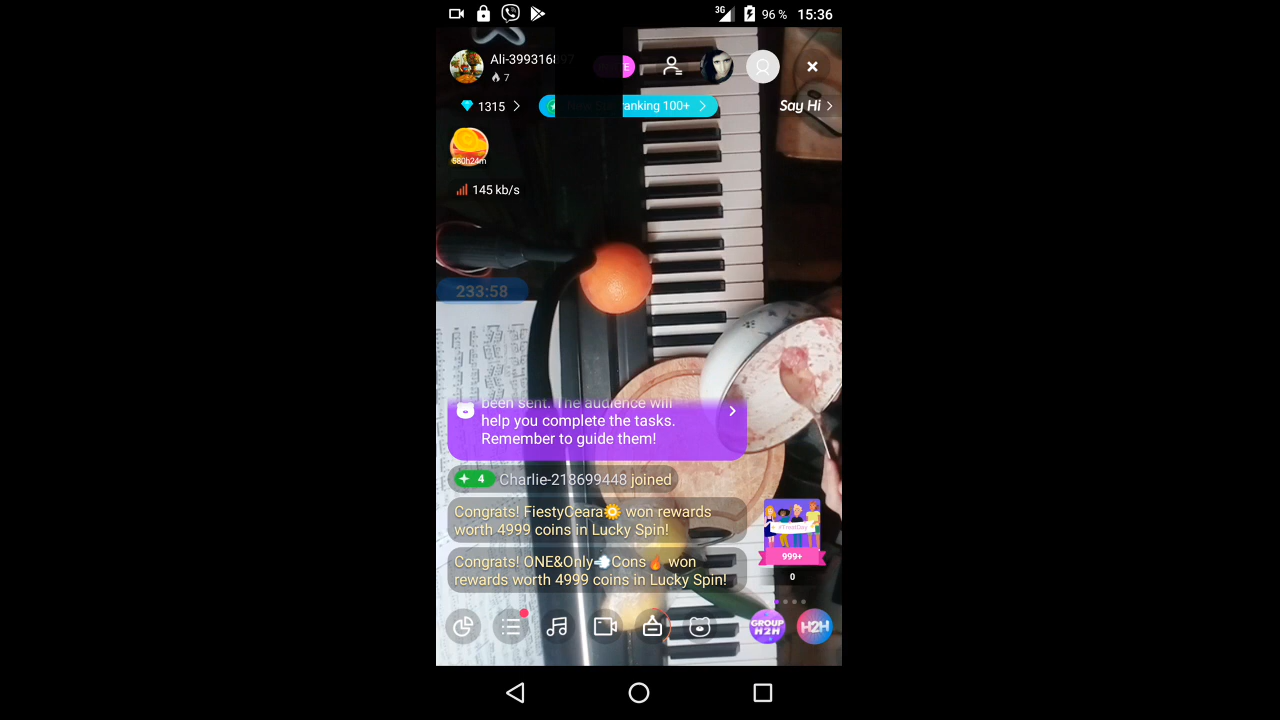 3G 96 % 15:36
Ali-399316
7
1315
ranking 100+
Say Hi
580h24m
145 kb/s
233:58
been sent. The audience will
help you complete the tasks.
Remember to guide them!
4 Charlie-218699448 joined
Congrats! FiestyCeara🌞 won rewards
worth 4999 coins in Lucky Spin!
Congrats! ONE&Only💨Cons🔥 won
rewards worth 4999 coins in Lucky Spin!
999+
0
GROUP
H2H
H2H